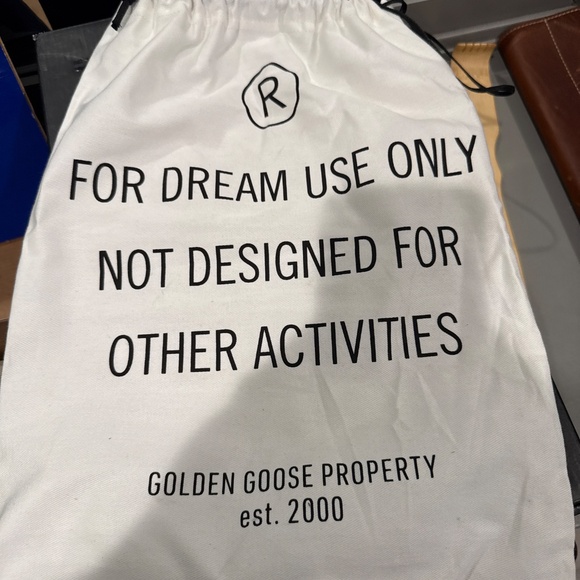 R
FOR DREAM USE ONLY
NOT DESIGNED FOR
OTHER ACTIVITIES
GOLDEN GOOSE PROPERTY
est. 2000